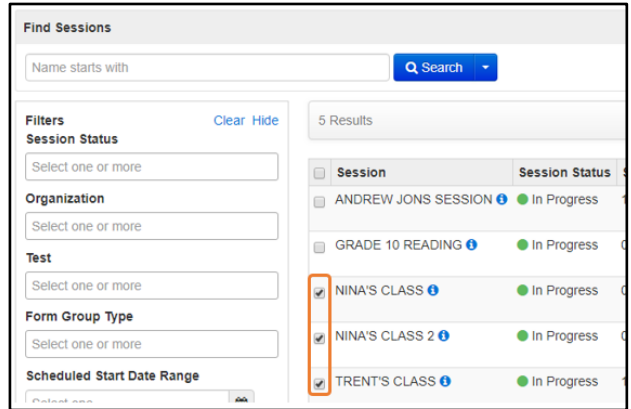 Find Sessions
Name starts with
Search
Filters Clear Hide
Session Status
Select one or more
Organization
Select one or more
Test
Select one or more
Form Group Type
Select one or more
Scheduled Start Date Range
Select one
5 Results
Session Session Status
ANDREW JONS SESSION In Progress
GRADE 10 READING In Progress
NINA'S CLASS In Progress
NINA'S CLASS 2 In Progress
TRENT'S CLASS In Progress